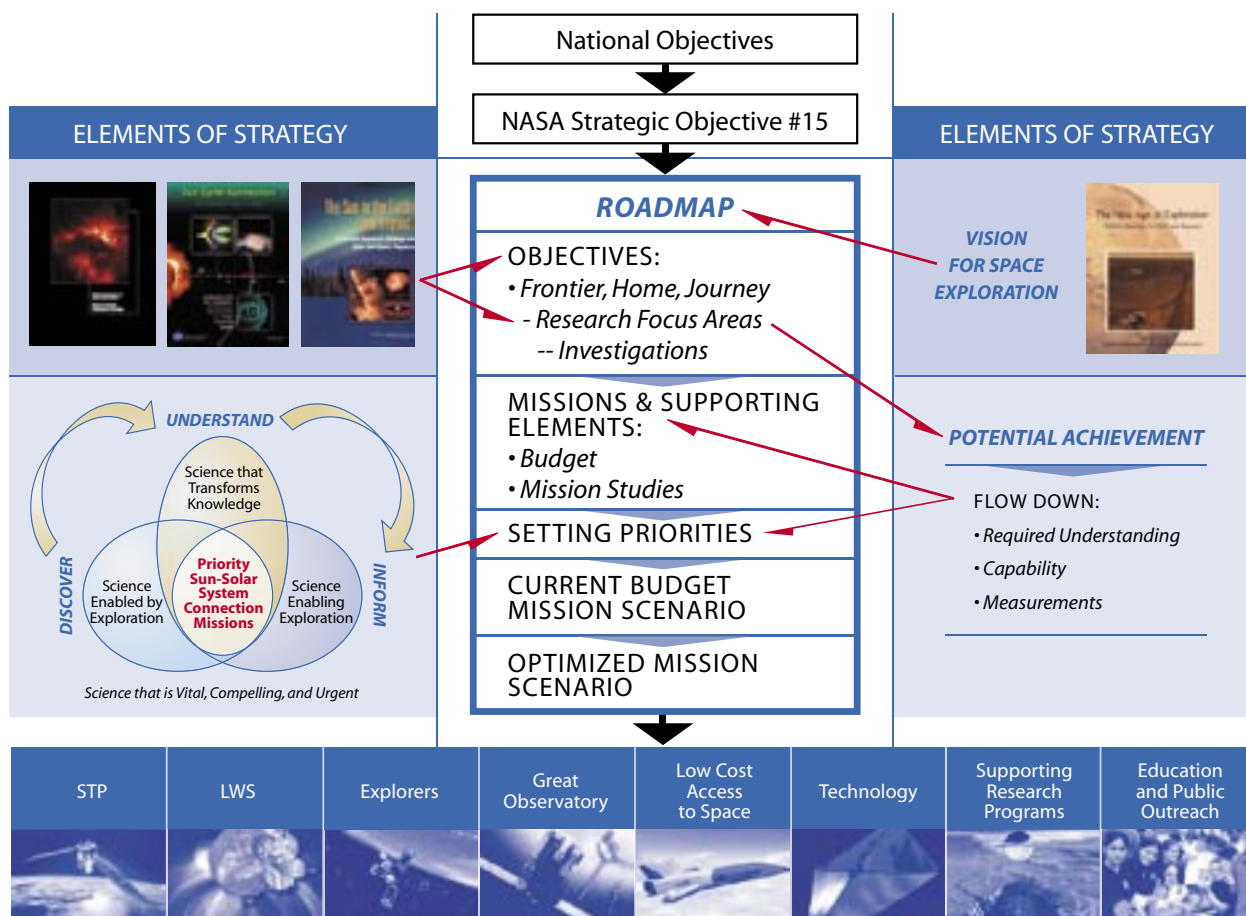 National Objectives
NASA Strategic Objective #15
ELEMENTS OF STRATEGY
UNDERSTAND
Science that
Transforms
Knowledge
DISCOVER
Science
Enabled by
Exploration
Priority
Sun-Solar
System
Connection
Missions
Science
Enabling
Exploration
INFORM
Science that is Vital, Compelling, and Urgent
ROADMAP
OBJECTIVES:
• Frontier, Home, Journey
- Research Focus Areas
-- Investigations
MISSIONS & SUPPORTING
ELEMENTS:
• Budget
• Mission Studies
SETTING PRIORITIES
CURRENT BUDGET
MISSION SCENARIO
OPTIMIZED MISSION
SCENARIO
ELEMENTS OF STRATEGY
VISION
FOR SPACE
EXPLORATION
POTENTIAL ACHIEVEMENT
FLOW DOWN:
• Required Understanding
• Capability
• Measurements
STP
LWS
Explorers
Great
Observatory
Low Cost
Access
to Space
Technology
Supporting
Research
Programs
Education
and Public
Outreach